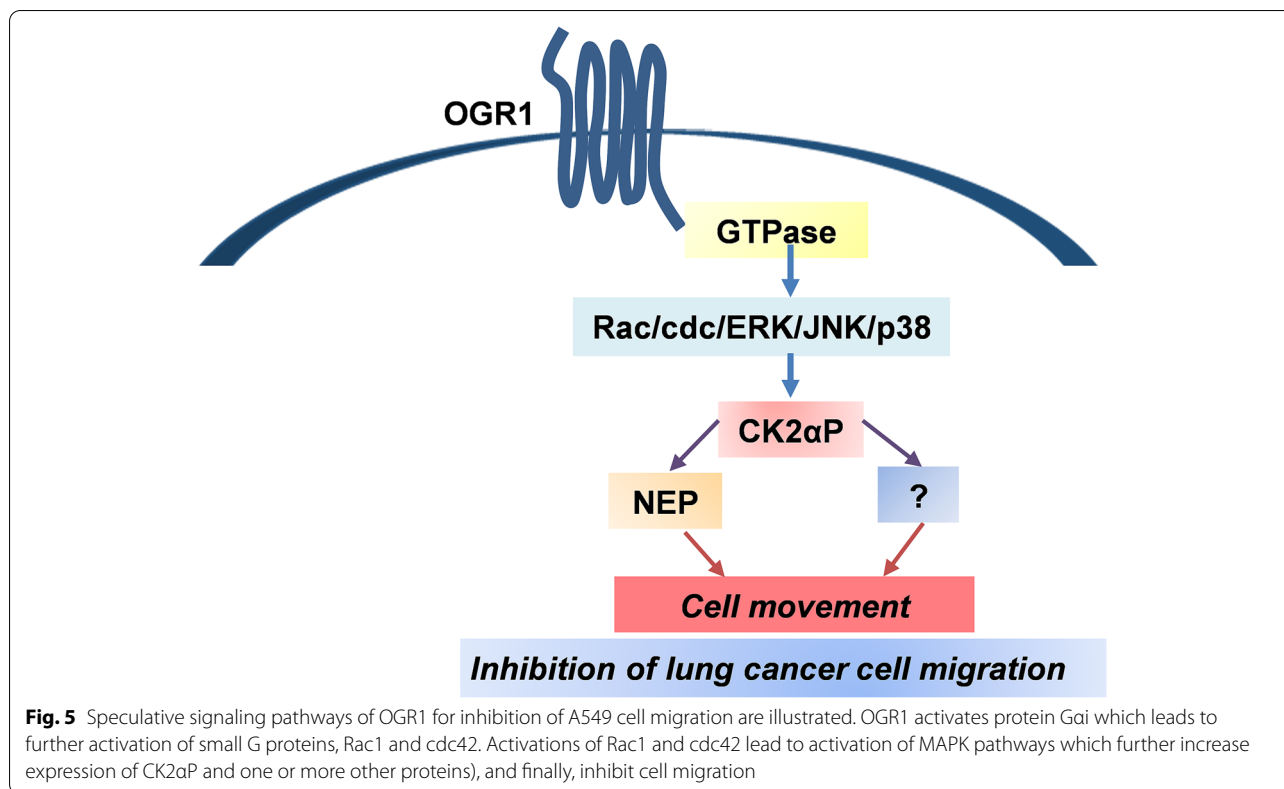 OGR1
GTPase
Rac/cdc/ERK/JNK/p38
CK2αP
NEP
?
Cell movement
Inhibition of lung cancer cell migration
Fig. 5 Speculative signaling pathways of OGR1 for inhibition of A549 cell migration are illustrated. OGR1 activates protein Gαi which leads to
further activation of small G proteins, Rac1 and cdc42. Activations of Rac1 and cdc42 lead to activation of MAPK pathways which further increase
expression of CK2αP and one or more other proteins), and finally, inhibit cell migration